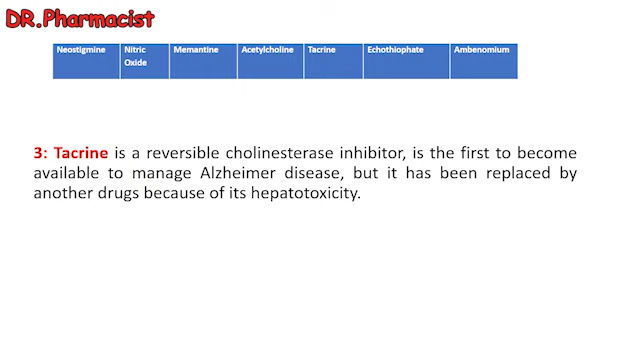 DR.Pharmacist
Neostigmine Nitric Oxide Memantine Acetylcholine Tacrine Echothiophate Ambenomium
3: Tacrine is a reversible cholinesterase inhibitor, is the first to become
available to manage Alzheimer disease, but it has been replaced by
another drugs because of its hepatotoxicity.